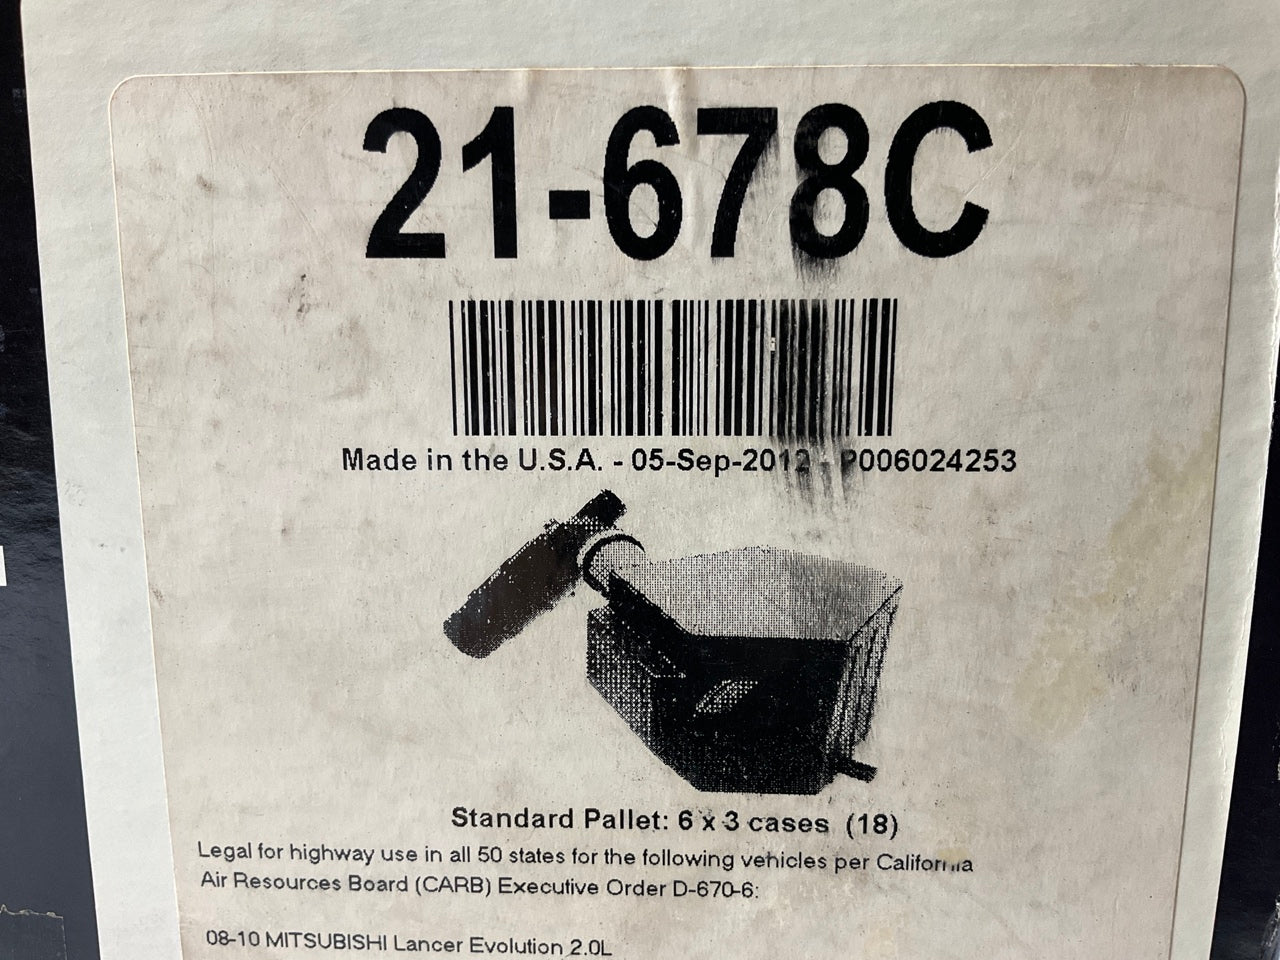 21-678C
Made in the U.S.A. - 05-Sep-2012 - P006024253
Standard Pallet: 6 x 3 cases (18)
Legal for highway use in all 50 states for the following vehicles per California
Air Resources Board (CARB) Executive Order D-670-6:
08-10 MITSUBISHI Lancer Evolution 2.0L